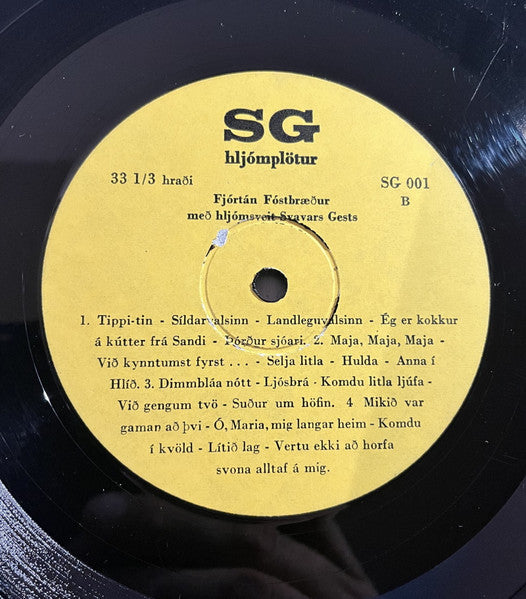 SG
hljómplötur
33 1/3 hraði
SG 001
B
Fjórtán Fóstbræður
með hljómsveit Svavars Gests
1. Tippi-tin - Síldarvalsinn - Landleguvalsinn - Ég er kokkur
á kútter frá Sandi - Þórður sjóari. 2. Maja, Maja, Maja -
Við kynntumst fyrst . . . - Selja litla - Hulda - Anna í
Hlíð. 3. Dimmbláa nótt - Ljósbrá - Komdu litla ljúfa -
Við gengum tvö - Suður um höfin. 4 Mikið var
gaman að þvi - Ó, Maria, mig langar heim - Komdu
í kvöld - Lítið lag - Vertu ekki að horfa
svona alltaf á mig.